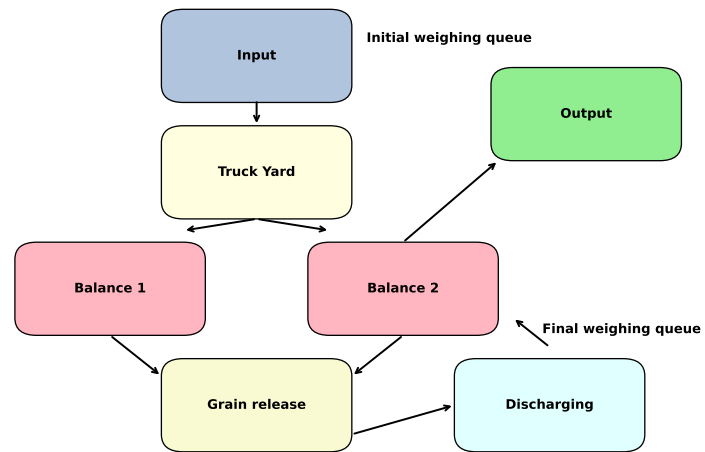 Input
Initial weighing queue
Output
Truck Yard
Balance 1
Balance 2
Final weighing queue
Grain release
Discharging